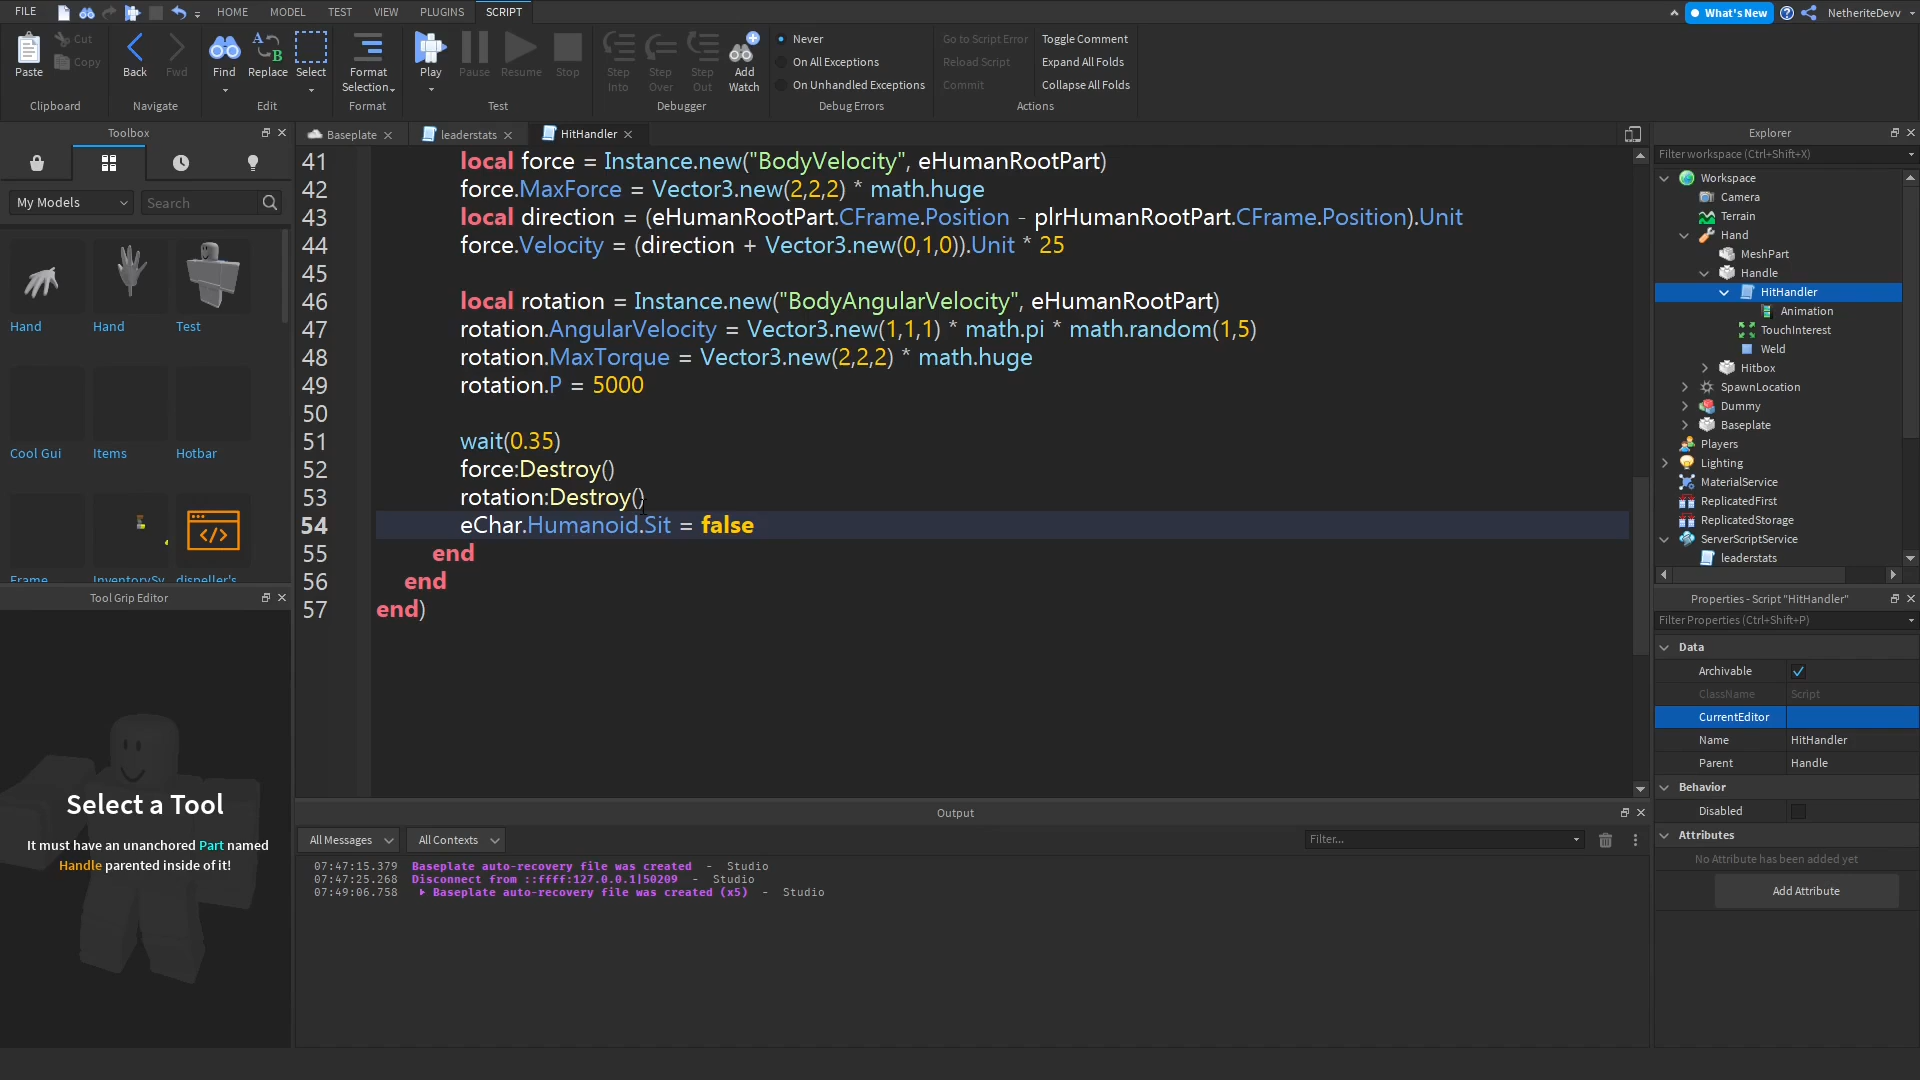 FILE HOME MODEL TEST VIEW PLUGINS SCRIPT What's New NetheriteDevv
Paste Cut Copy Back Fwd Find Replace Select Format Selection Play Pause Resume Stop Step Into Step Over Step Out Add Watch
Never Go to Script Error Toggle Comment
On All Exceptions Reload Script Expand All Folds
On Unhandled Exceptions Commit Collapse All Folds
Clipboard Navigate Edit Format Test Debugger Debug Errors Actions
Toolbox
My Models Search
Hand Hand Test
Cool Gui Items Hotbar
Frame InventorySy dispeller's
Tool Grip Editor
Select a Tool
It must have an unanchored Part named
Handle parented inside of it!
Baseplate leaderstats HitHandler
41 local force = Instance.new("BodyVelocity", eHumanRootPart)
42 force.MaxForce = Vector3.new(2,2,2) * math.huge
43 local direction = (eHumanRootPart.CFrame.Position - plrHumanRootPart.CFrame.Position).Unit
44 force.Velocity = (direction + Vector3.new(0,1,0)).Unit * 25
45
46 local rotation = Instance.new("BodyAngularVelocity", eHumanRootPart)
47 rotation.AngularVelocity = Vector3.new(1,1,1) * math.pi * math.random(1,5)
48 rotation.MaxTorque = Vector3.new(2,2,2) * math.huge
49 rotation.P = 5000
50
51 wait(0.35)
52 force:Destroy()
53 rotation:Destroy()
54 eChar.Humanoid.Sit = false
55 end
56 end
57 end)
Output
All Messages All Contexts Filter...
07:47:15.379 Baseplate auto-recovery file was created - Studio
07:47:25.268 Disconnect from ::ffff:127.0.0.1|50209 - Studio
07:49:06.758 Baseplate auto-recovery file was created (x5) - Studio
Explorer
Filter workspace (Ctrl+Shift+X)
Workspace
Camera
Terrain
Hand
MeshPart
Handle
HitHandler
Animation
TouchInterest
Weld
Hitbox
SpawnLocation
Dummy
Baseplate
Players
Lighting
MaterialService
ReplicatedFirst
ReplicatedStorage
ServerScriptService
leaderstats
Properties - Script "HitHandler"
Filter Properties (Ctrl+Shift+P)
Data
Archivable
ClassName Script
CurrentEditor
Name HitHandler
Parent Handle
Behavior
Disabled
Attributes
No Attribute has been added yet
Add Attribute